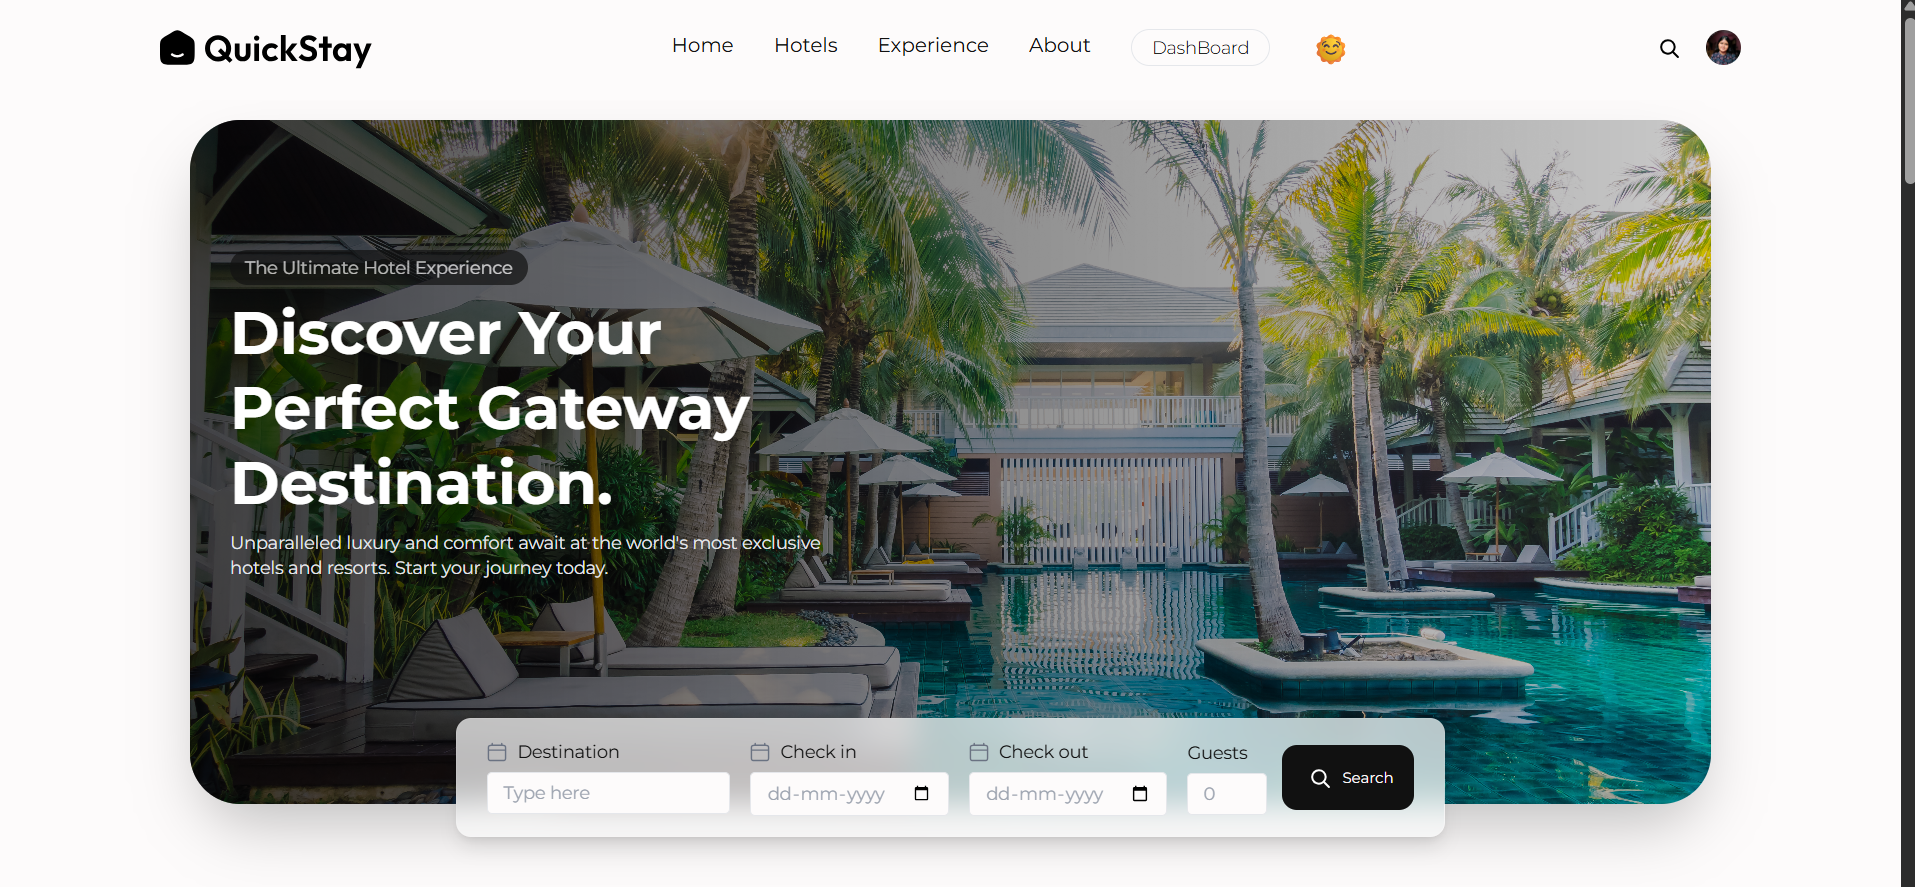 QuickStay
Home
Hotels
Experience
About
DashBoard
The Ultimate Hotel Experience
Discover Your
Perfect Gateway
Destination.
Unparalleled luxury and comfort await at the world's most exclusive
hotels and resorts. Start your journey today.
Destination
Type here
Check in
dd-mm-yyyy
Check out
dd-mm-yyyy
Guests
0
Search